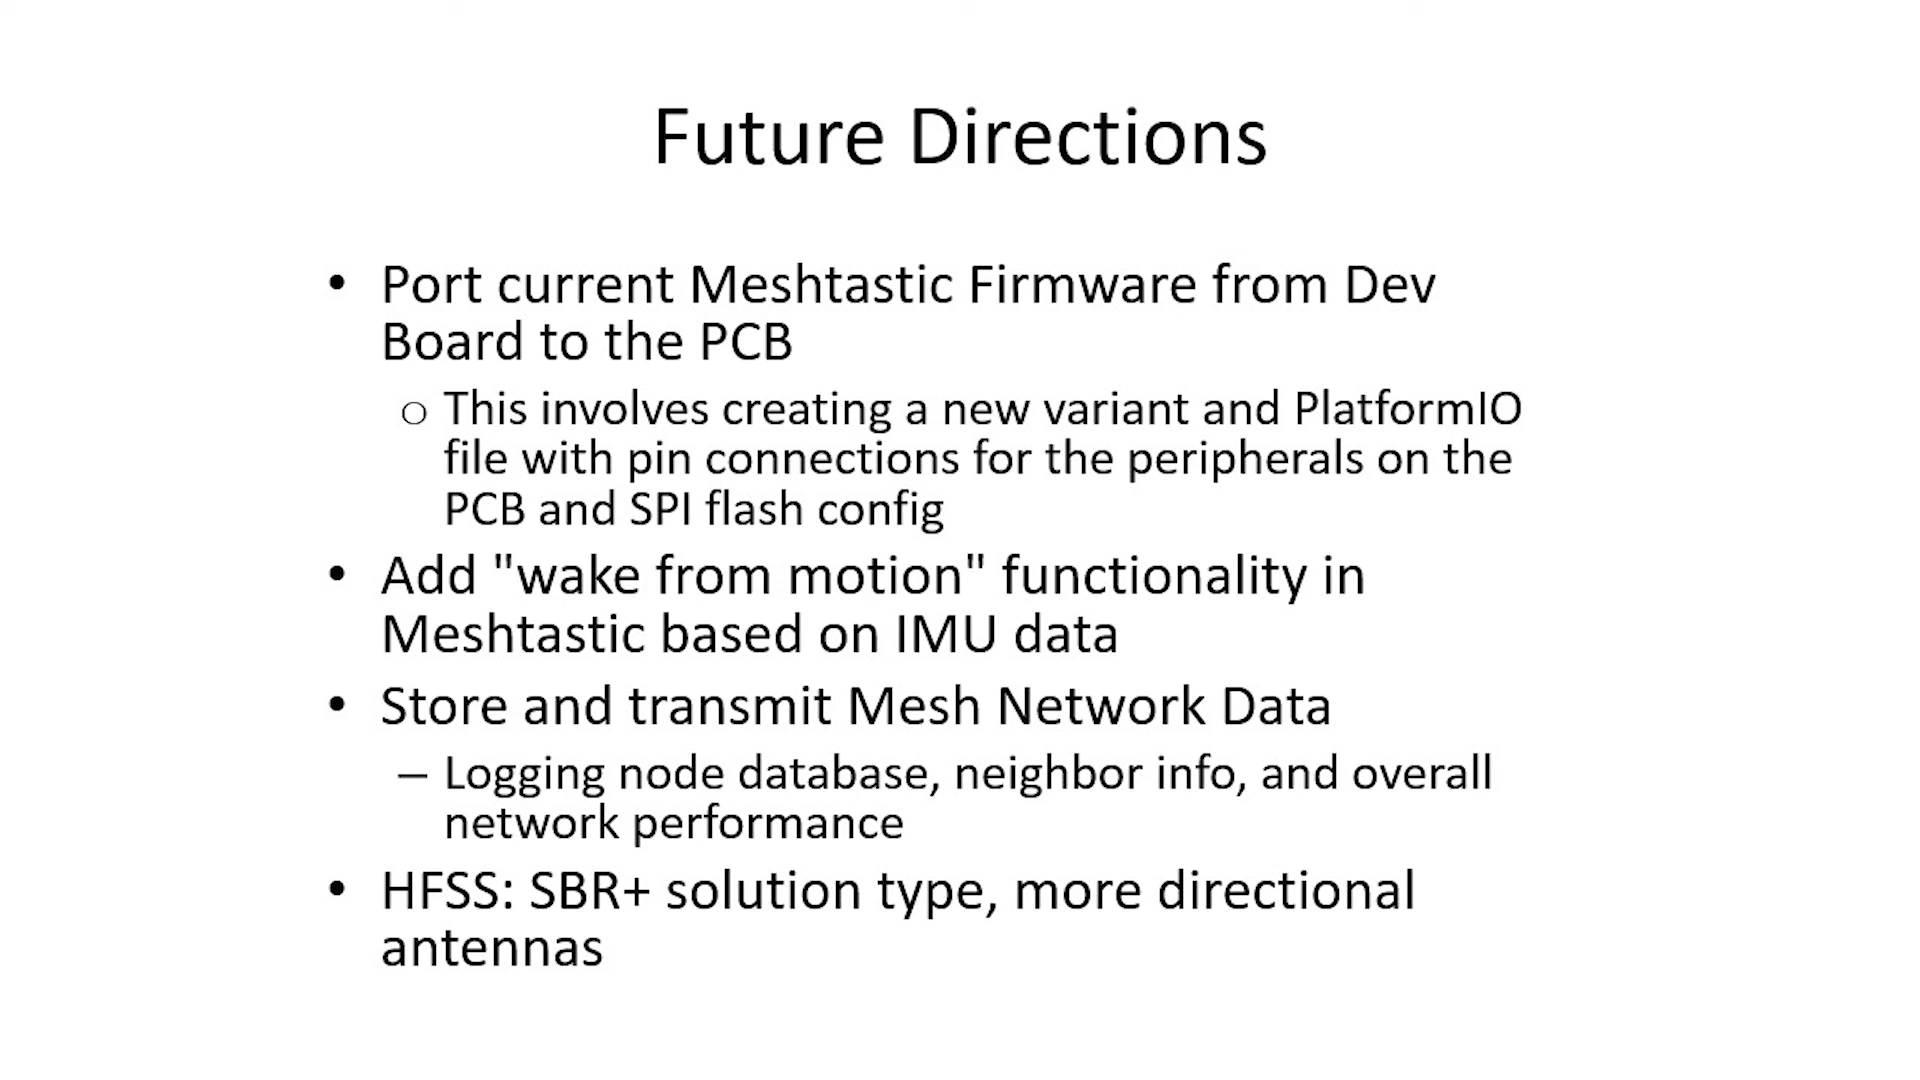 Future Directions
• Port current Meshtastic Firmware from Dev
Board to the PCB
○ This involves creating a new variant and PlatformIO
file with pin connections for the peripherals on the
PCB and SPI flash config
• Add "wake from motion" functionality in
Meshtastic based on IMU data
• Store and transmit Mesh Network Data
– Logging node database, neighbor info, and overall
network performance
• HFSS: SBR+ solution type, more directional
antennas